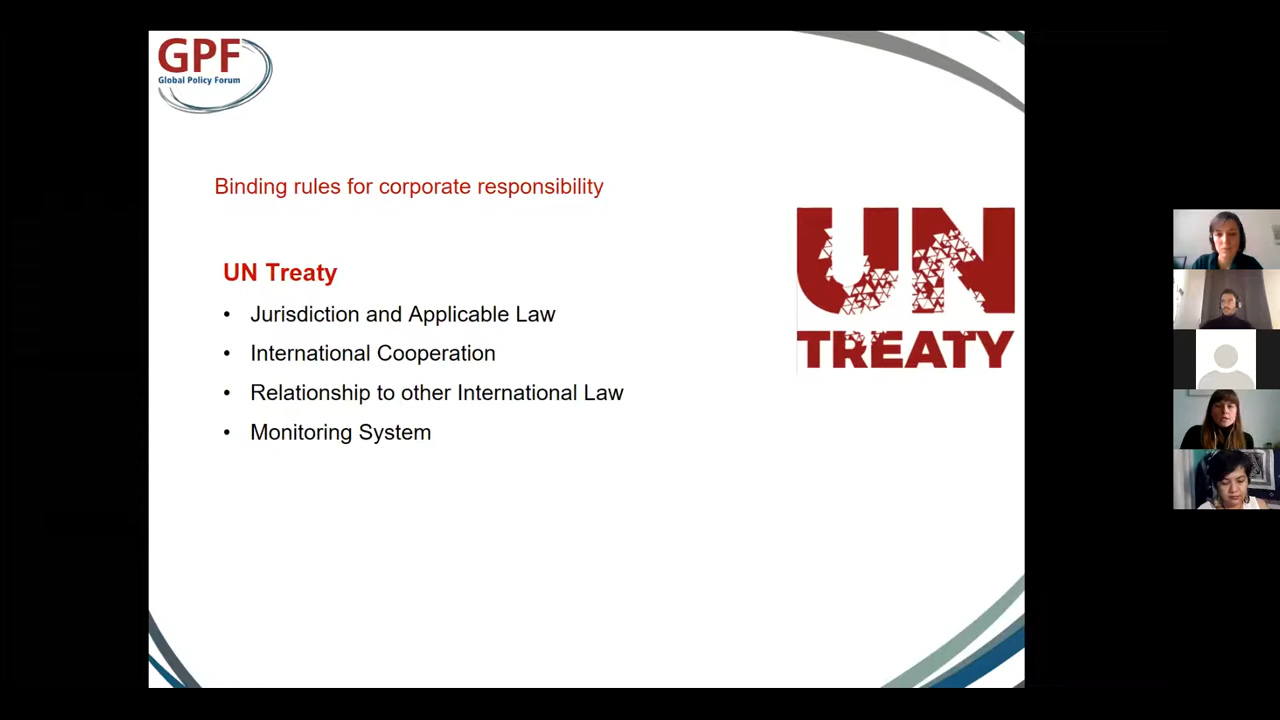 GPF
Global Policy Forum
Binding rules for corporate responsibility
UN Treaty
• Jurisdiction and Applicable Law
• International Cooperation
• Relationship to other International Law
• Monitoring System
UN
TREATY